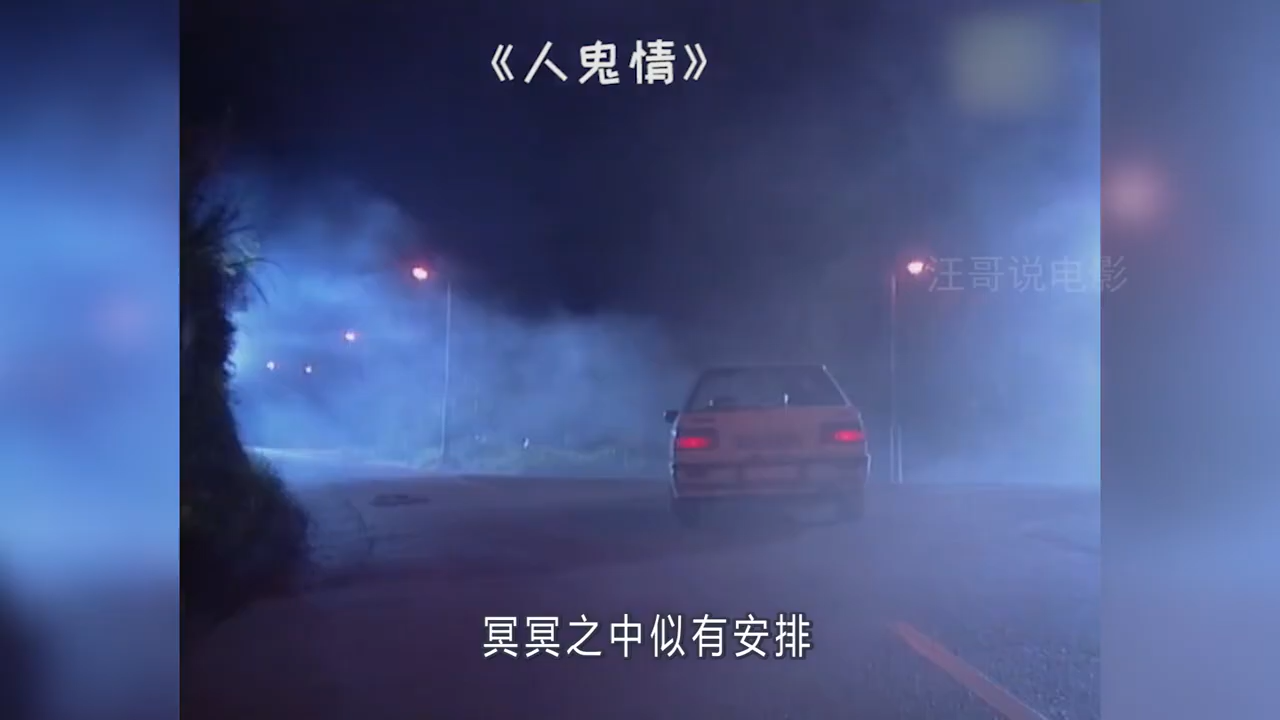 《人鬼情》
汪哥说电影
冥冥之中似有安排